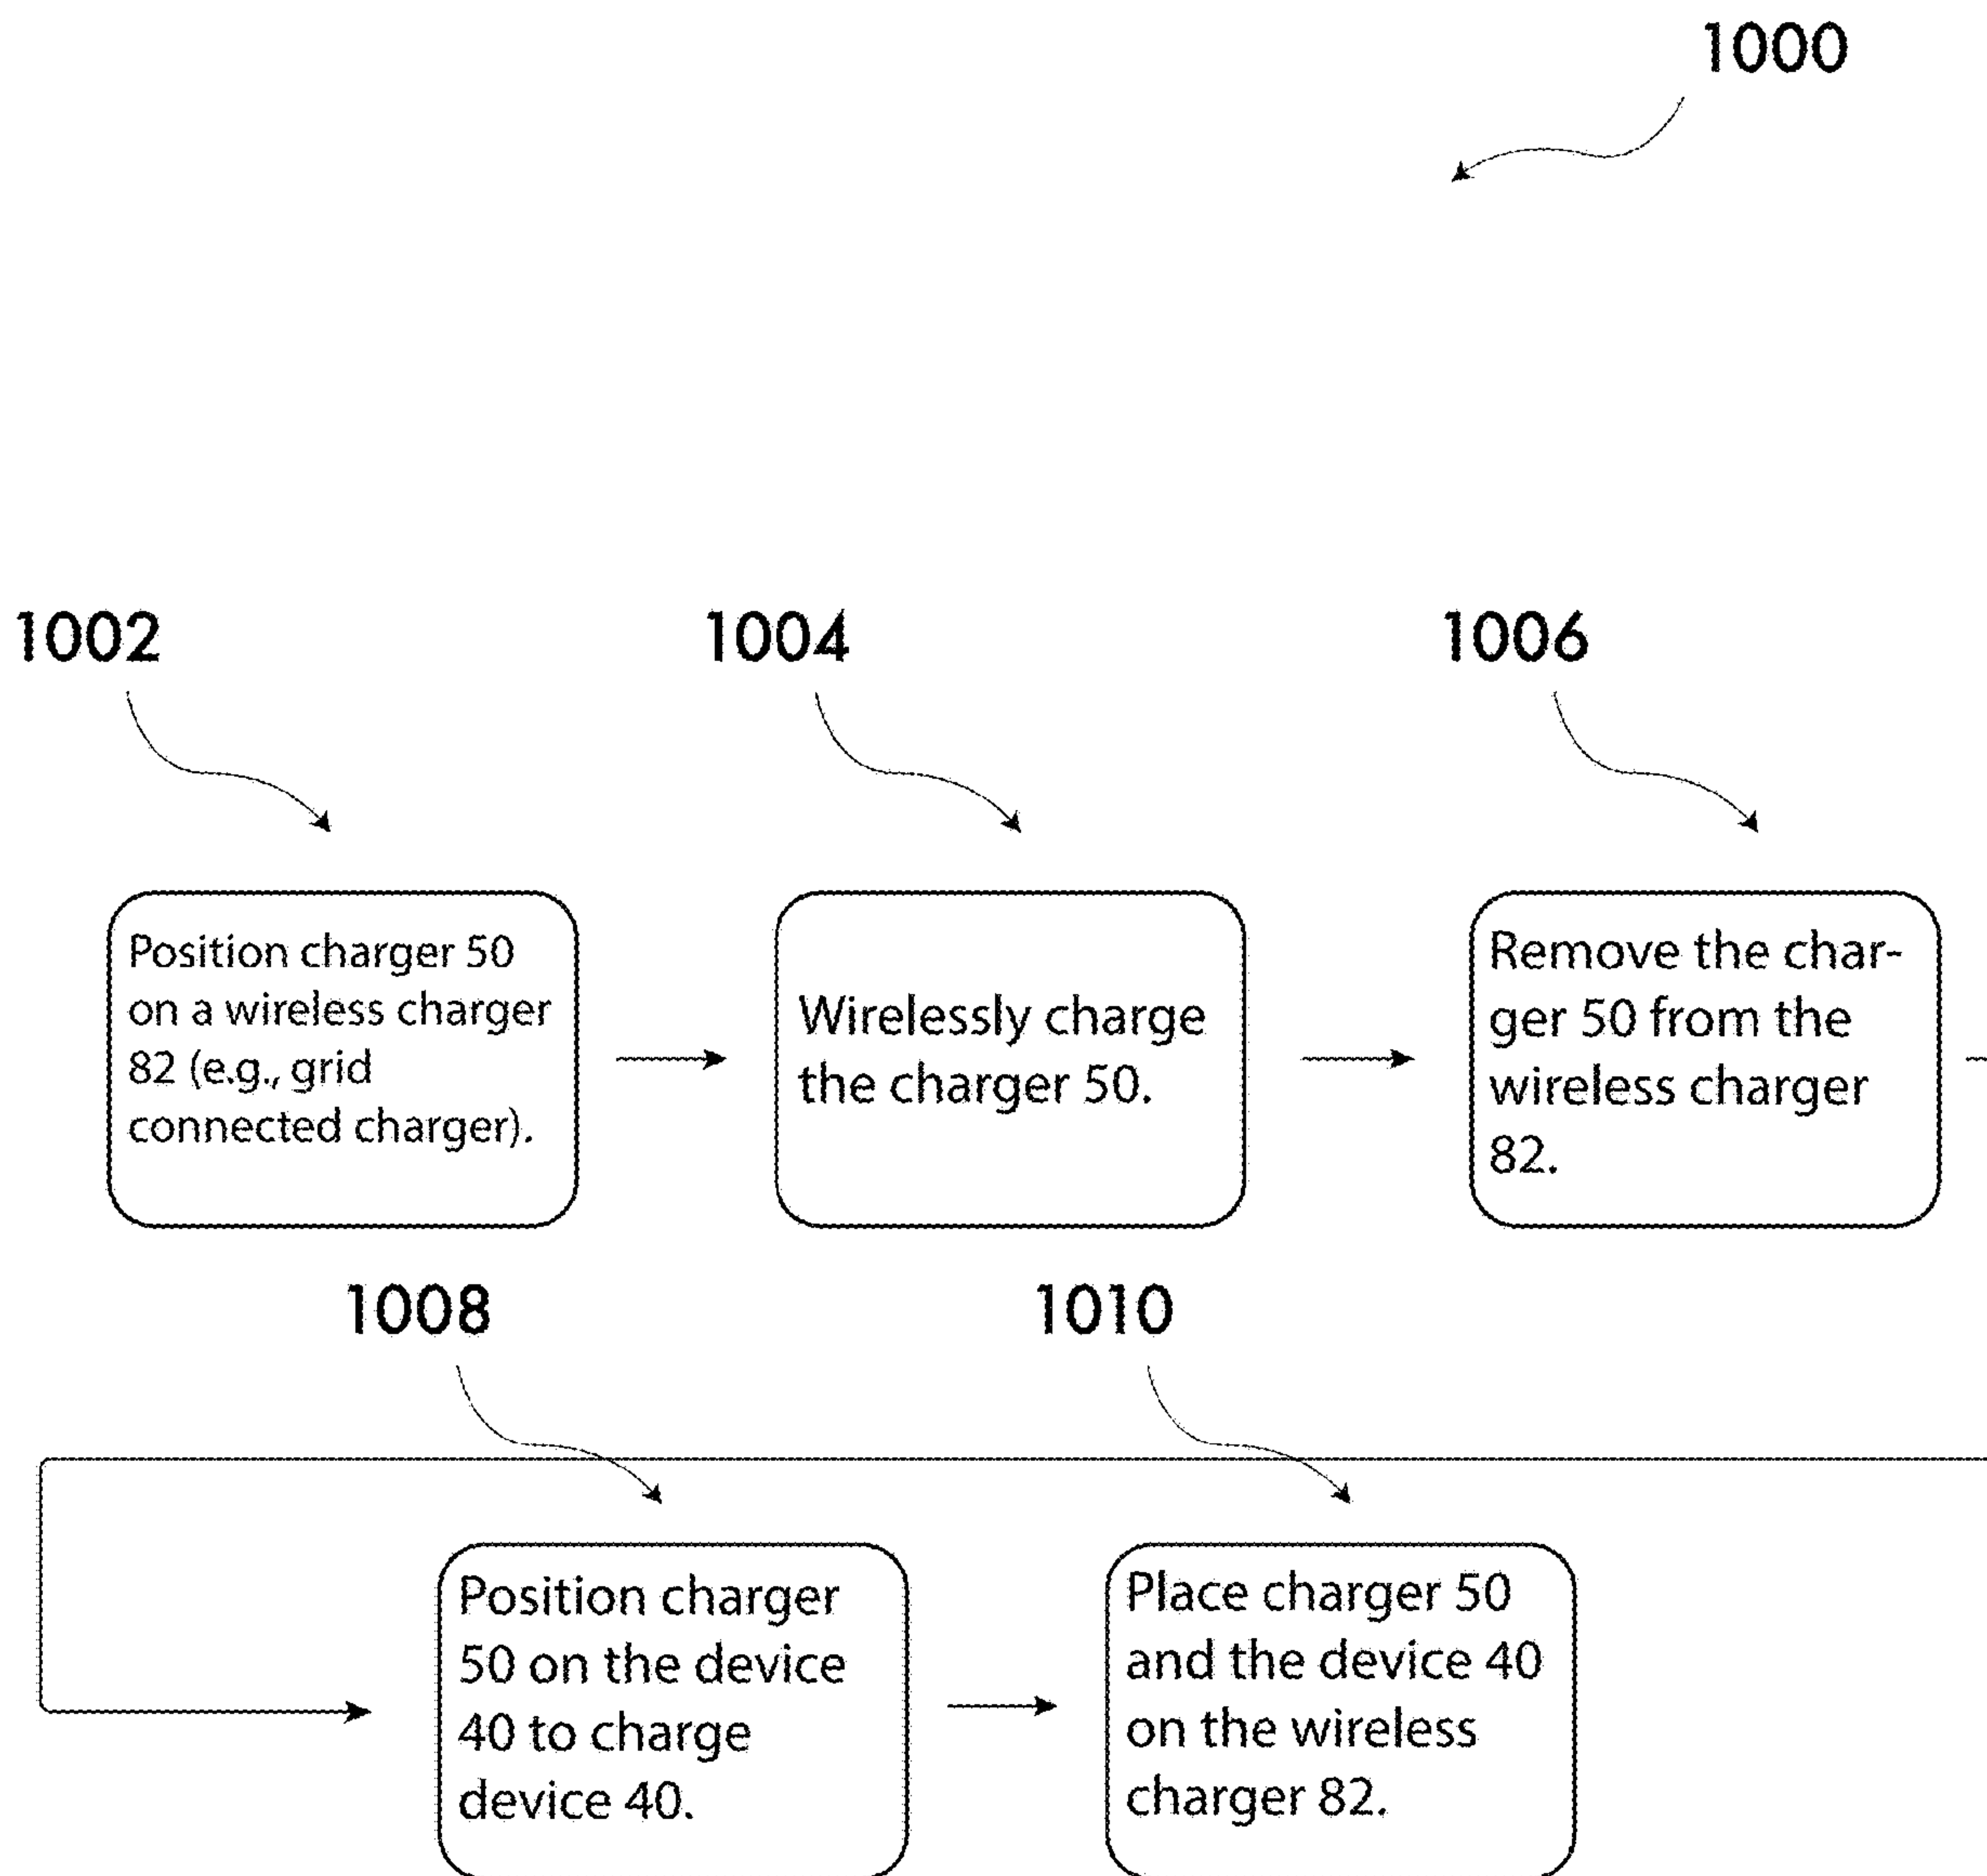 1000
1002
1004
1006
Position charger 50
on a wireless charger
82 (e.g., grid
connected charger).
Wirelessly charge
the charger 50.
Remove the char-
ger 50 from the
wireless charger
82.
1008
1010
Position charger
50 on the device
40 to charge
device 40.
Place charger 50
and the device 40
on the wireless
charger 82.